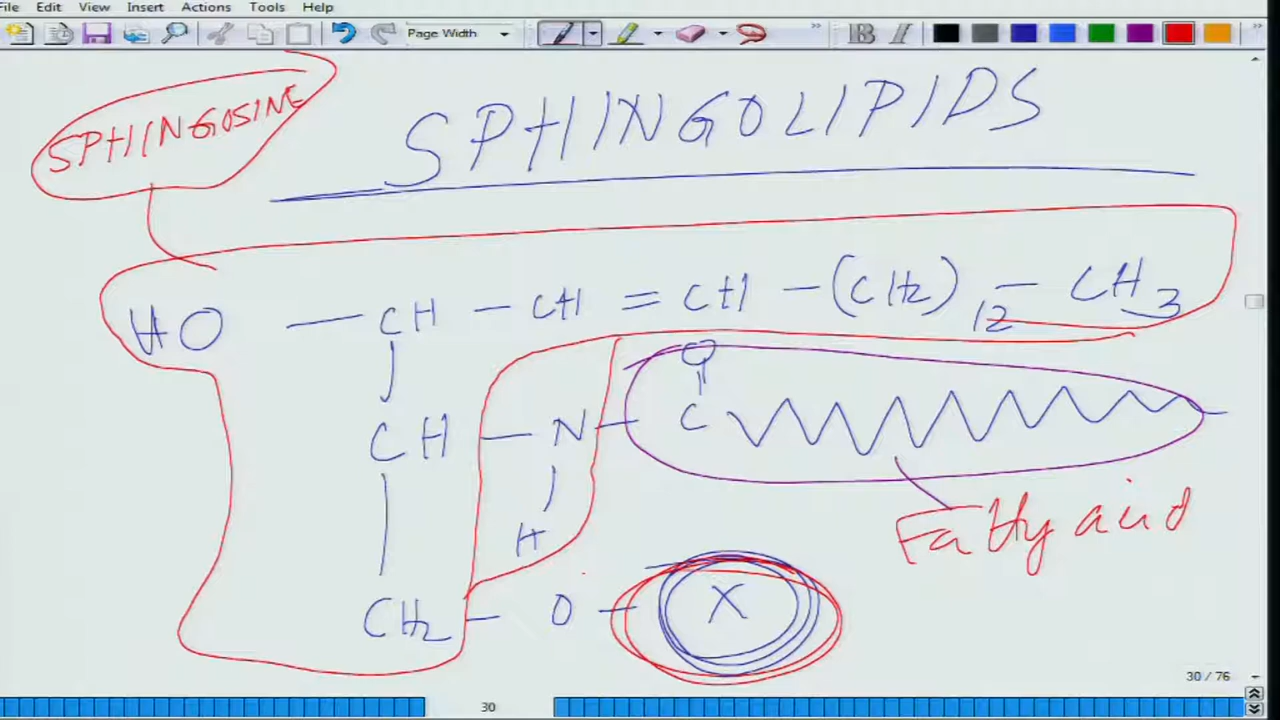 File Edit View Insert Actions Tools Help
Page Width
SPHINGOSINE
SPHINGOLIPIDS
HO — CH — CH = CH — (CH2)12 — CH3
O
CH — N — C
H
Fatty acid
CH2 — O — X
30 / 76
30